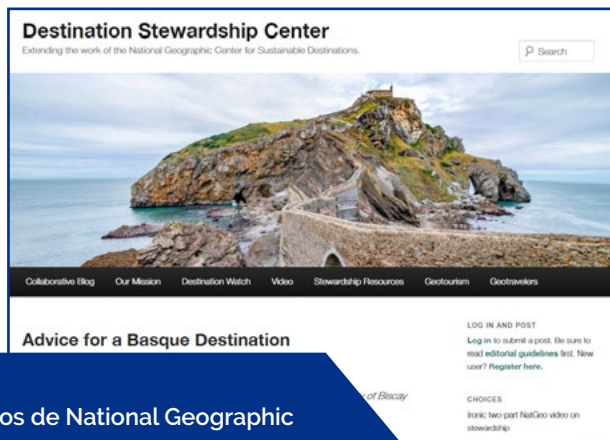 Destination Stewardship Center
Extending the work of the National Geographic Center for Sustainable Destinations.
Search
Collaborative Blog Our Mission Destination Watch Video Stewardship Resources Geotourism Geotravelers
LOG IN AND POST
Log in to submit a post. Be sure to
read editorial guidelines first. New
user? Register here.
Advice for a Basque Destination
of Biscay
CHOICES
Ironic two-part NatGeo video on
stewardship
os de National Geographic